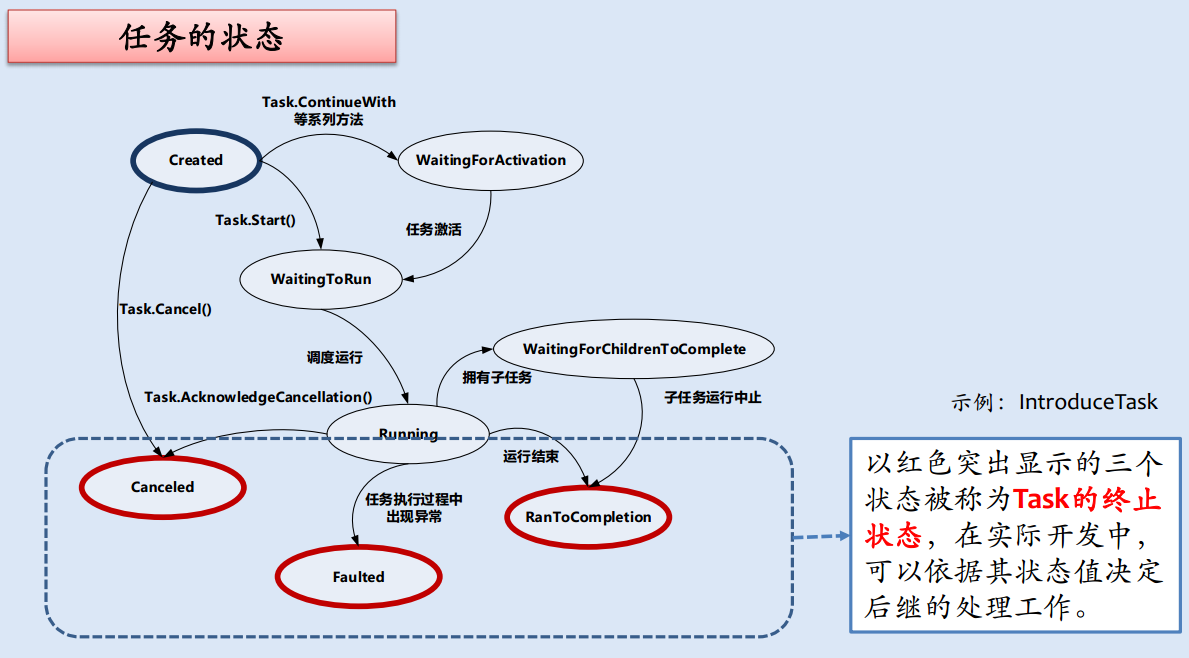 任务的状态
Task.ContinueWith
等系列方法
Created
WaitingForActivation
Task.Start()
任务激活
WaitingToRun
Task.Cancel()
调度运行
WaitingForChildrenToComplete
拥有子任务
Task.AcknowledgeCancellation()
子任务运行中止
示例：IntroduceTask
Running
运行结束
Canceled
任务执行过程中
出现异常
RanToCompletion
Faulted
以红色突出显示的三个
状态被称为Task的终止
状态，在实际开发中，
可以依据其状态值决定
后继的处理工作。